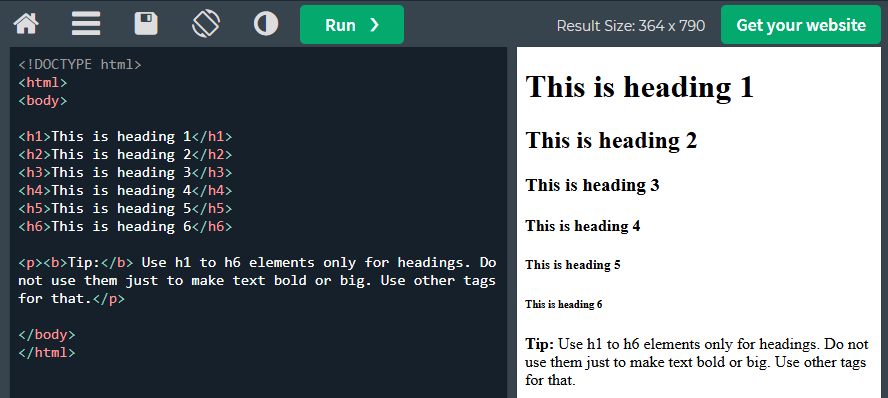 Run ❯
Result Size: 364 x 790
Get your website
<!DOCTYPE html>
<html>
<body>
<h1>This is heading 1</h1>
<h2>This is heading 2</h2>
<h3>This is heading 3</h3>
<h4>This is heading 4</h4>
<h5>This is heading 5</h5>
<h6>This is heading 6</h6>
<p><b>Tip:</b> Use h1 to h6 elements only for headings. Do
not use them just to make text bold or big. Use other tags
for that.</p>
</body>
</html>
This is heading 1
This is heading 2
This is heading 3
This is heading 4
This is heading 5
This is heading 6
Tip: Use h1 to h6 elements only for headings. Do not
use them just to make text bold or big. Use other tags
for that.